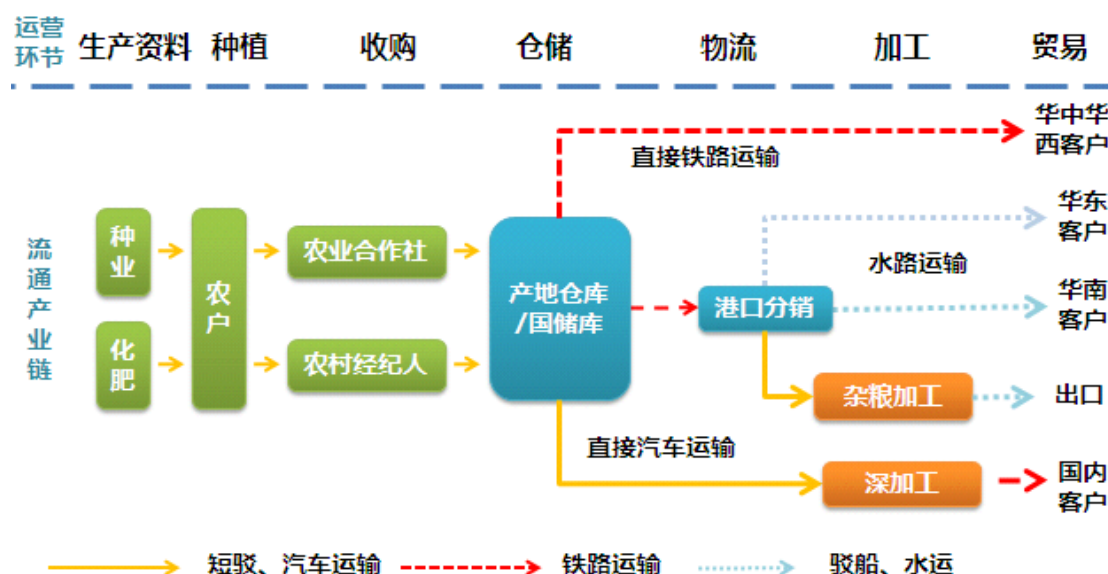 运营
环节
生产资料 种植 收购 仓储 物流 加工 贸易
直接铁路运输
华中华
西客户
流
通
产
业
链
种
业
化
肥
农
户
农业合作社
农村经纪人
产地仓库
/国储库
港口分销
水路运输
华东
客户
华南
客户
杂粮加工
出口
直接汽车运输
深加工
国内
客户
短驳、汽车运输 铁路运输 驳船、水运